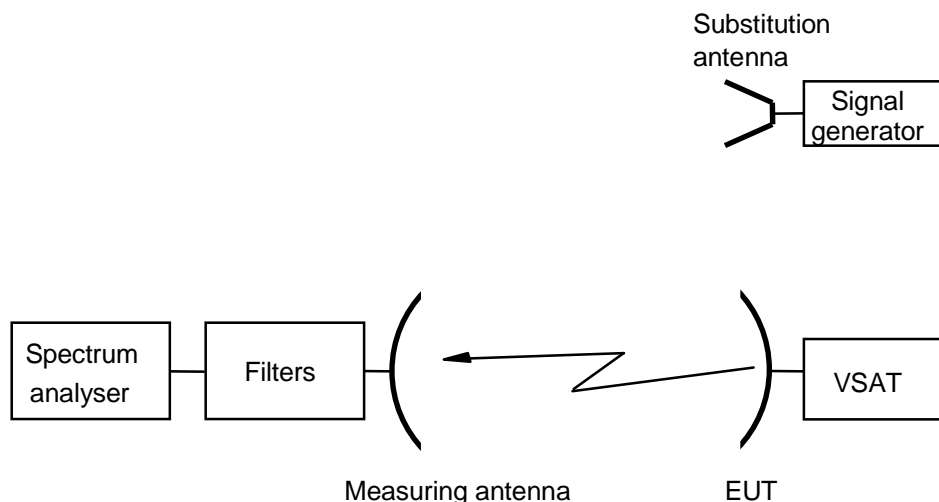 Substitution
antenna
Signal
generator
Spectrum
analyser
Filters
VSAT
Measuring antenna
EUT